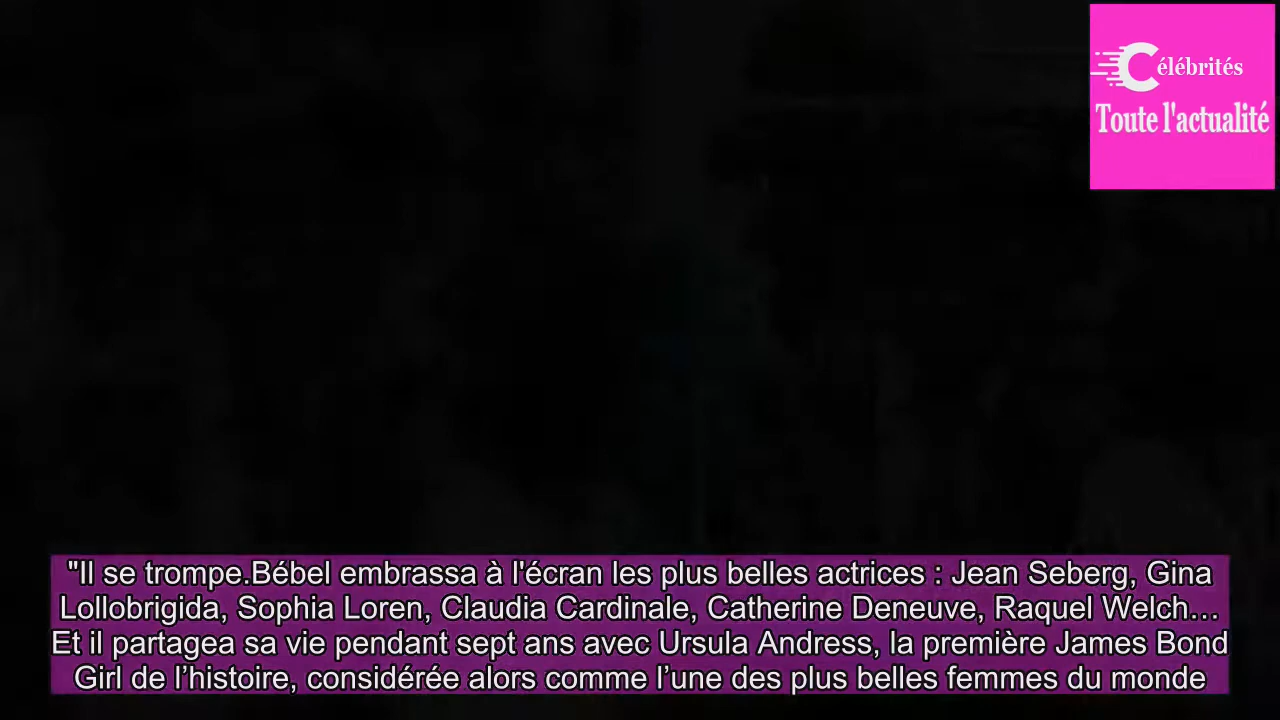 Célébrités
Toute l'actualité
"Il se trompe.Bébel embrassa à l'écran les plus belles actrices : Jean Seberg, Gina
Lollobrigida, Sophia Loren, Claudia Cardinale, Catherine Deneuve, Raquel Welch…
Et il partagea sa vie pendant sept ans avec Ursula Andress, la première James Bond
Girl de l’histoire, considérée alors comme l’une des plus belles femmes du monde